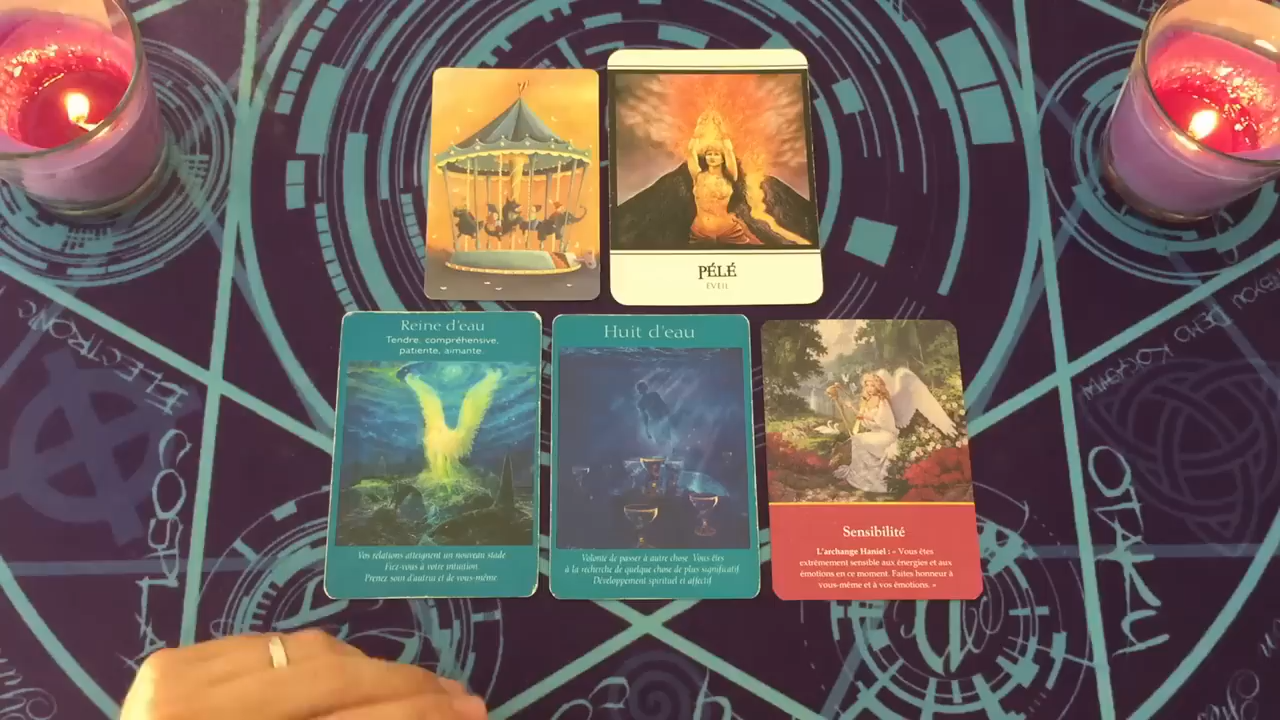 PÉLÉ
ÉVEIL
Reine d'eau
Tendre, compréhensive,
patiente, aimante.
Vos relations atteignent un nouveau stade
Fiez-vous à votre intuition
Prenez soin d'autrui et de vous-même
Huit d'eau
Volonté de passer à autre chose Vous êtes
à la recherche de quelque chose de plus significatif
Développement spirituel et affectif
Sensibilité
L'archange Haniel : « Vous êtes
extrêmement sensible aux énergies et aux
émotions en ce moment. Faites honneur à
vous-même et à vos émotions. »
ELECTRONIC
COSPLAY
OTAKU